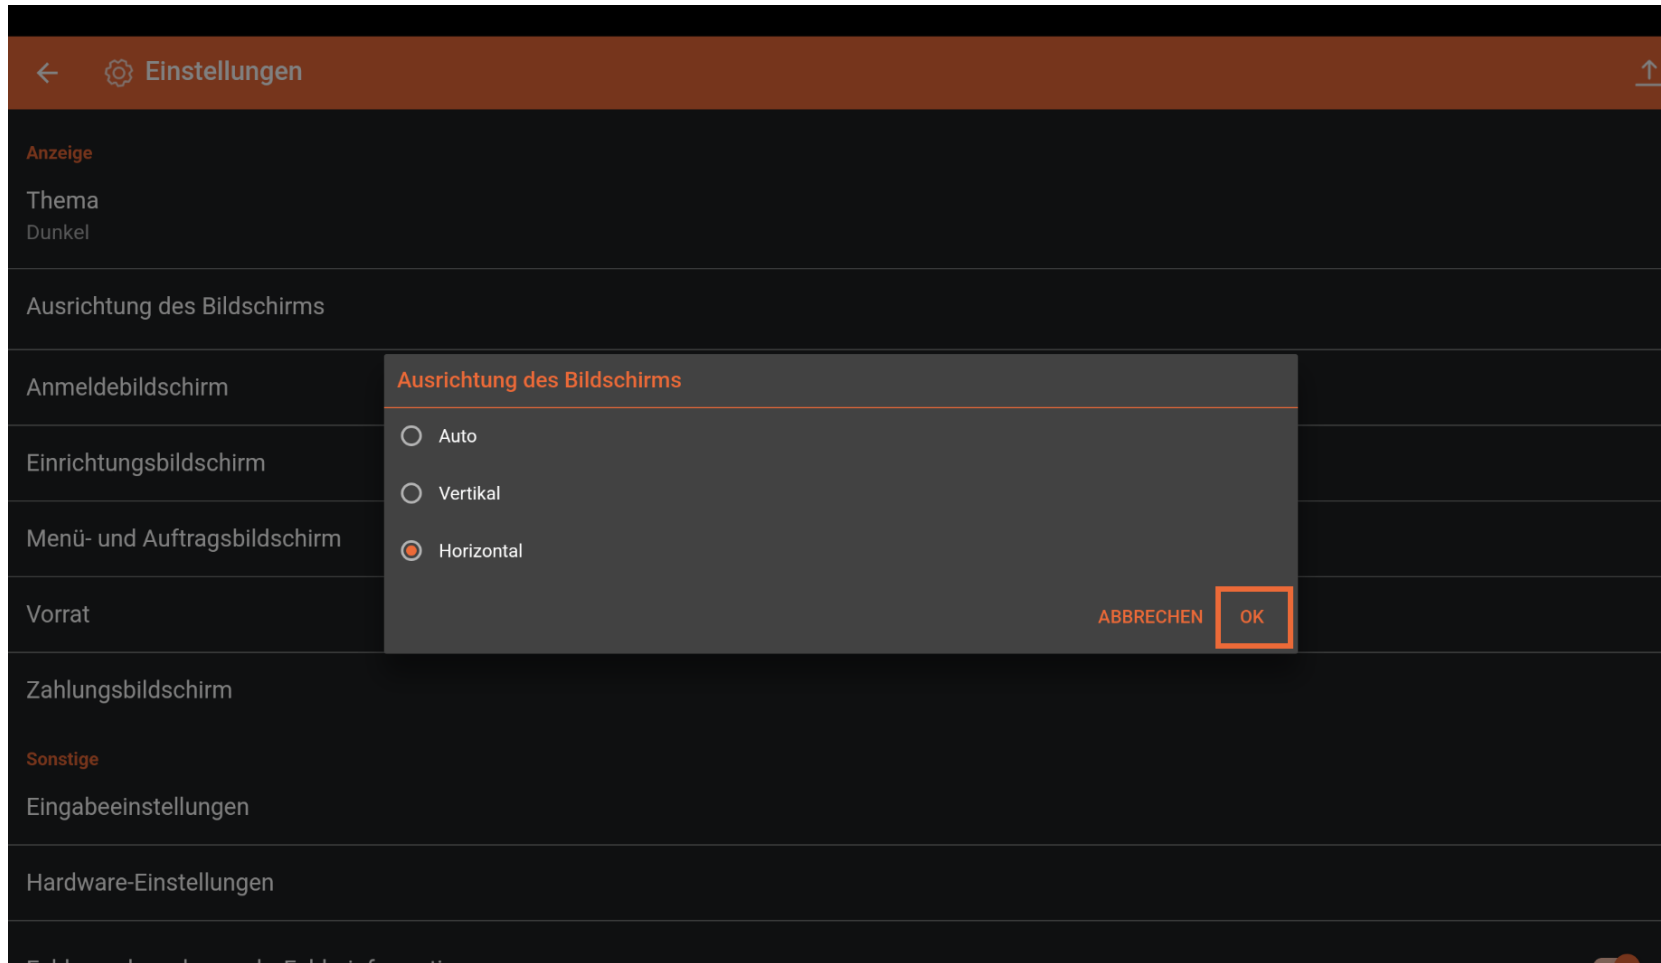 Einstellungen
Anzeige
Thema
Dunkel
Ausrichtung des Bildschirms
Anmeldebildschirm
Einrichtungsbildschirm
Menü- und Auftragsbildschirm
Vorrat
Zahlungsbildschirm
Sonstige
Eingabeeinstellungen
Hardware-Einstellungen
Ausrichtung des Bildschirms
Auto
Vertikal
Horizontal
ABBRECHEN OK